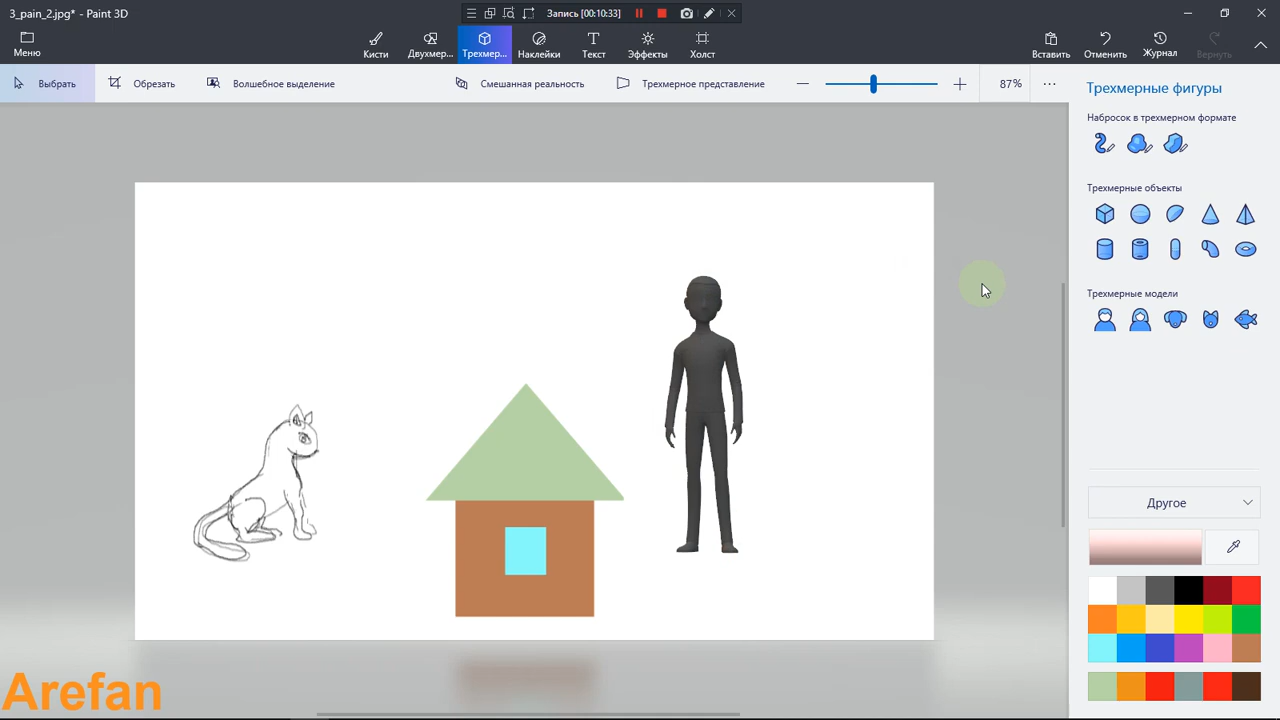 3_pain_2.jpg* - Paint 3D
Запись [00:10:33]
Меню
Кисти
Двухмер...
Трехмер...
Наклейки
Текст
Эффекты
Холст
Вставить
Отменить
Журнал
Вернуть
Выбрать
Обрезать
Волшебное выделение
Смешанная реальность
Трехмерное представление
87%
Трехмерные фигуры
Набросок в трехмерном формате
Трехмерные объекты
Трехмерные модели
Другое
Arefan